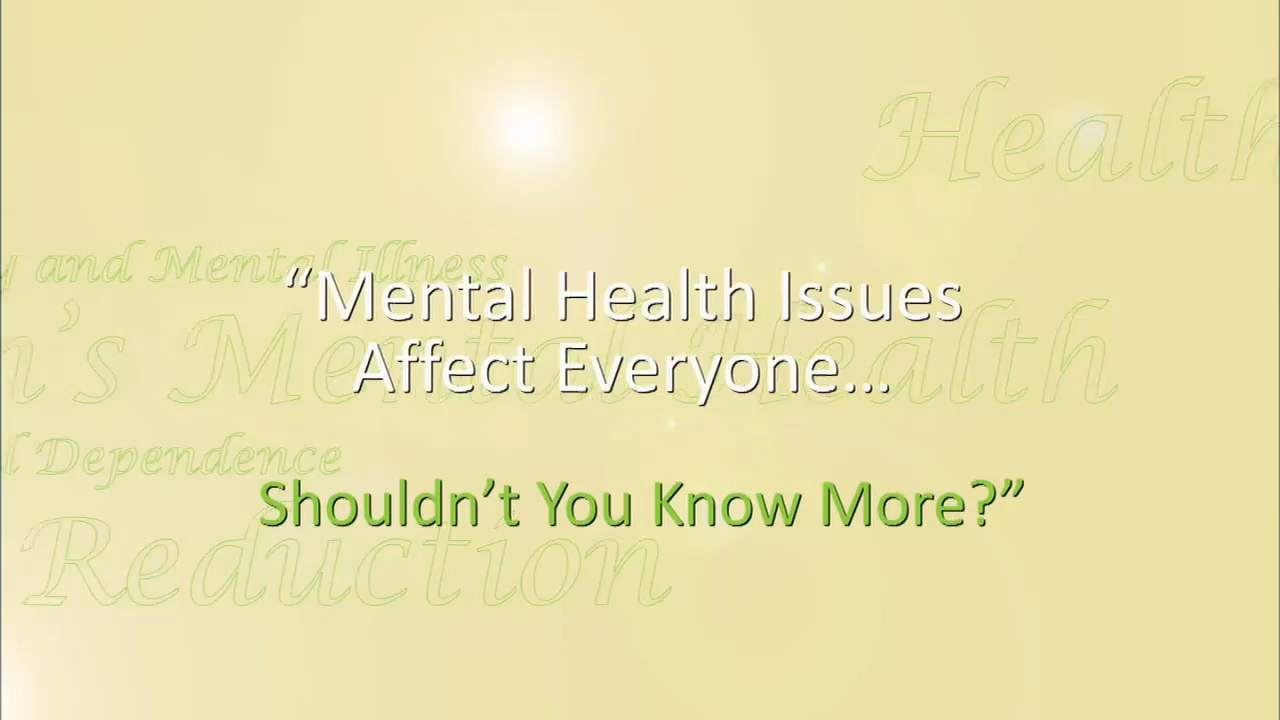 Health
y and Mental Illness
“Mental Health Issues
n’s Mental Health
Affect Everyone...
l Dependence
Shouldn’t You Know More?”
Reduction